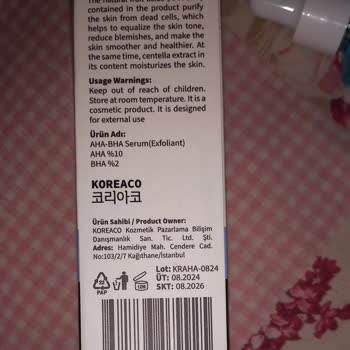 The natural fruit acids
contained in the product purify
the skin from dead cells, which
helps to equalize the skin tone,
reduce blemishes, and make the
skin smoother and healthier. At
the same time, centella extract in
its content moisturizes the skin.
Usage Warnings:
Keep out of reach of children.
Store at room temperature. It is a
cosmetic product. It is designed
for external use
Ürün Adı:
AHA-BHA Serum(Exfoliant)
AHA %10
BHA %2
KOREACO
코리아코
Ürün Sahibi / Product Owner:
KOREACO Kozmetik Pazarlama Bilişim
Danışmanlık San. Tic. Ltd. Şti.
Adres: Hamidiye Mah. Cendere Cad.
No:103/2/7 Kağıthane/İstanbul
Lot: KRAHA-0824
ÜT: 08.2024
SKT: 08.2026
PAP